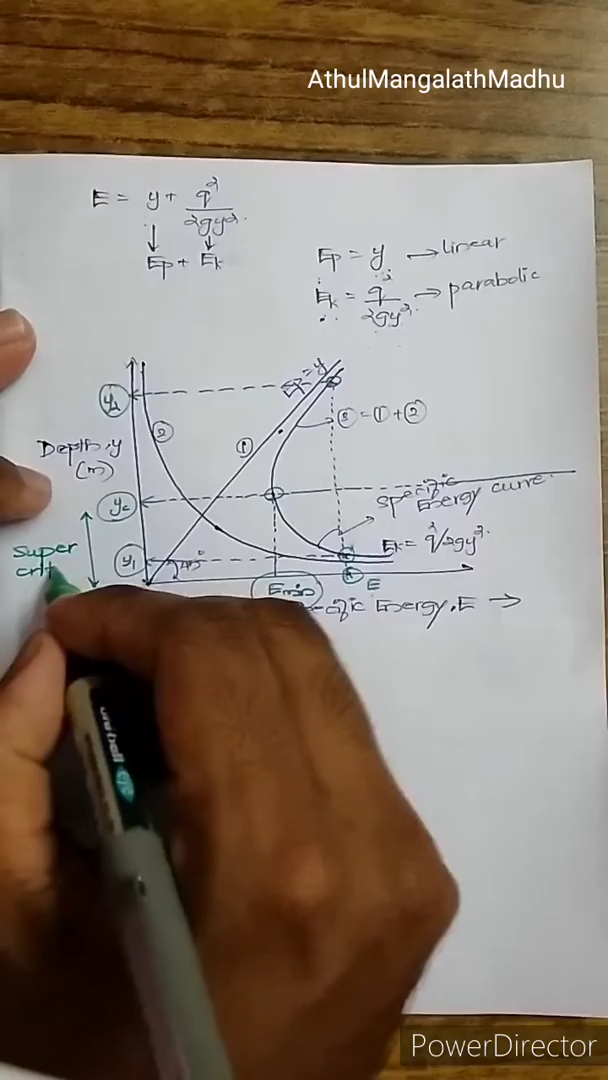 AthulMangalathMadhu
E = y + q²/2gy².
Ep + Ek
Ep = y → linear
Ek = q²/2gy² → parabolic
= y
y2
②
①
③ = ① + ②
Depth, y
(m)
specific
Energy curve
yc
Ek = q²/2gy².
super
crit
y1
45°
E
Emin
Energy, E →
PowerDirector